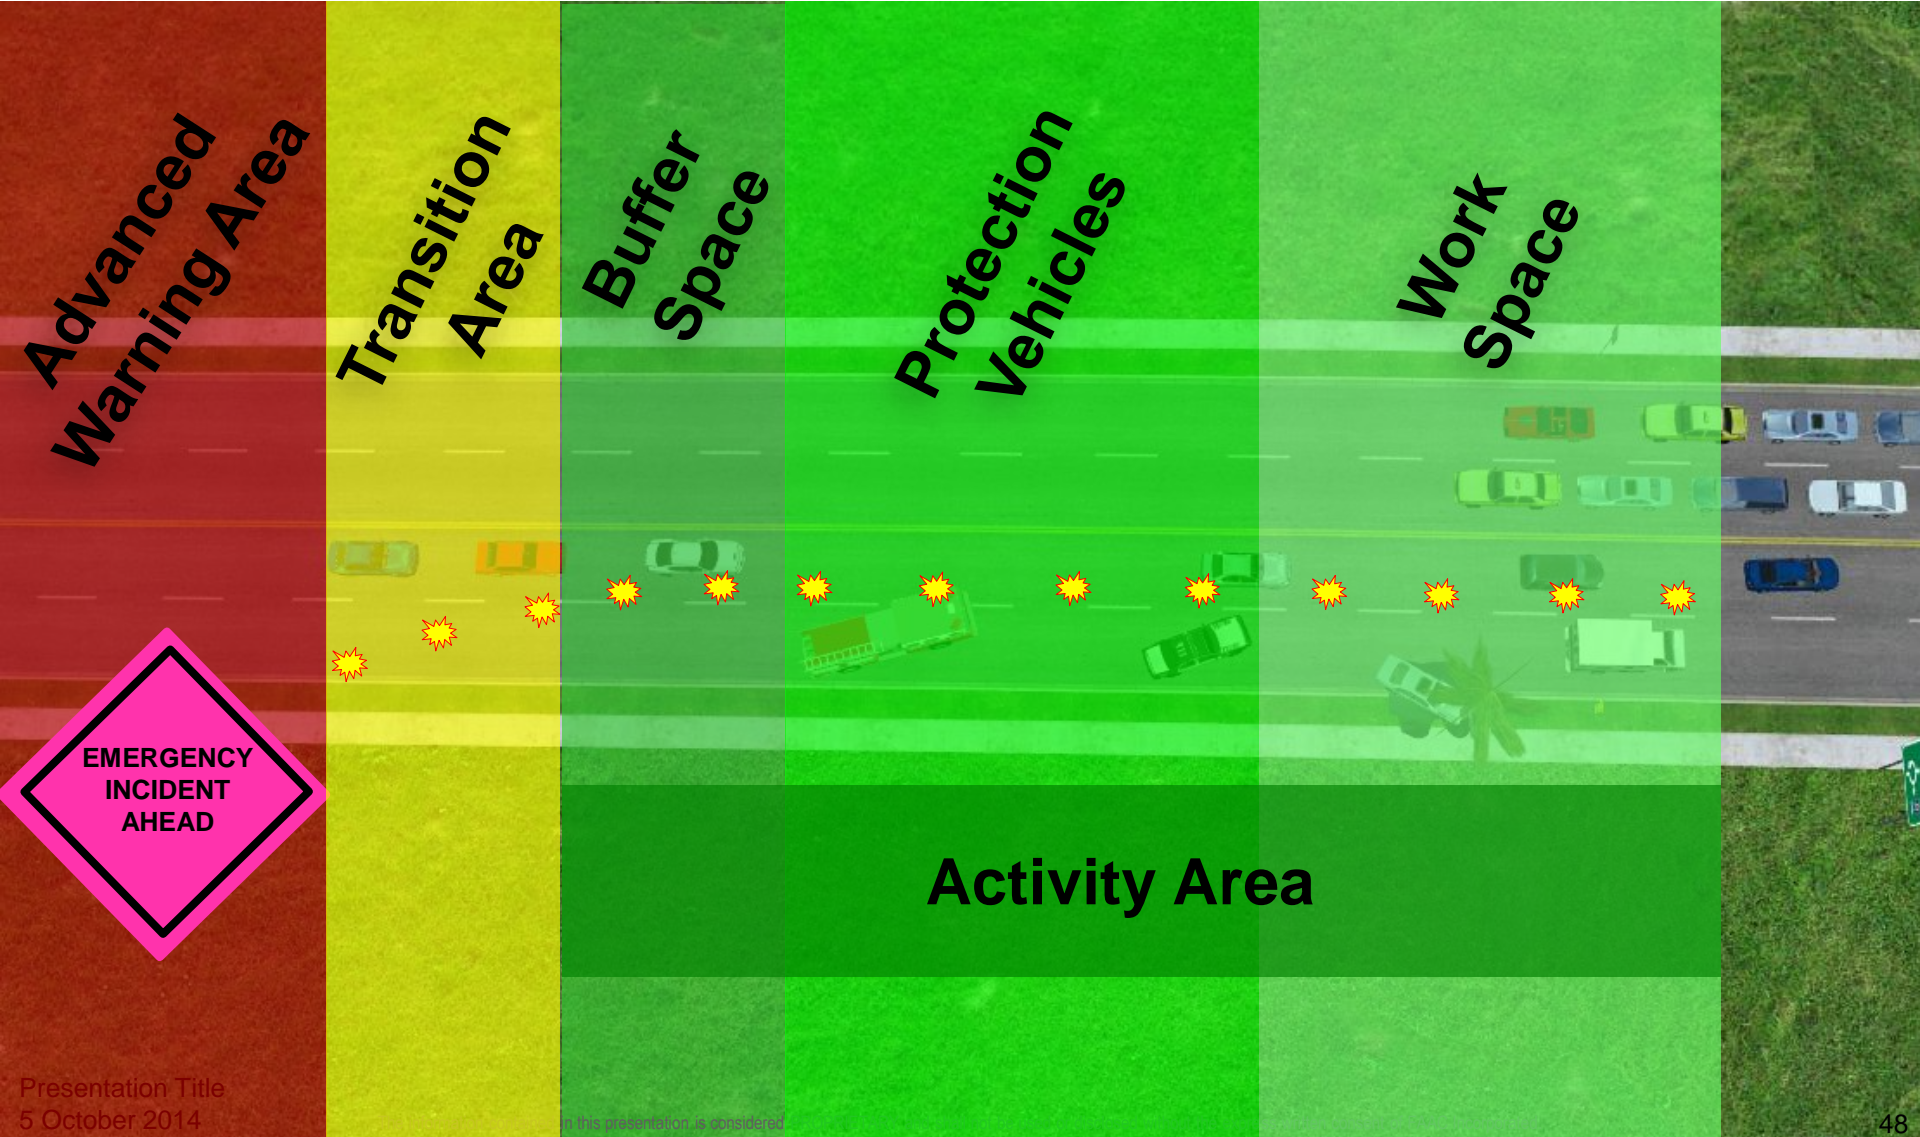 Advanced
Warning Area
Transition
Area
Buffer
Space
Protection
Vehicles
Work
Space
EMERGENCY
INCIDENT
AHEAD
Activity Area
Presentation Title
5 October 2014
in this presentation is considered
48